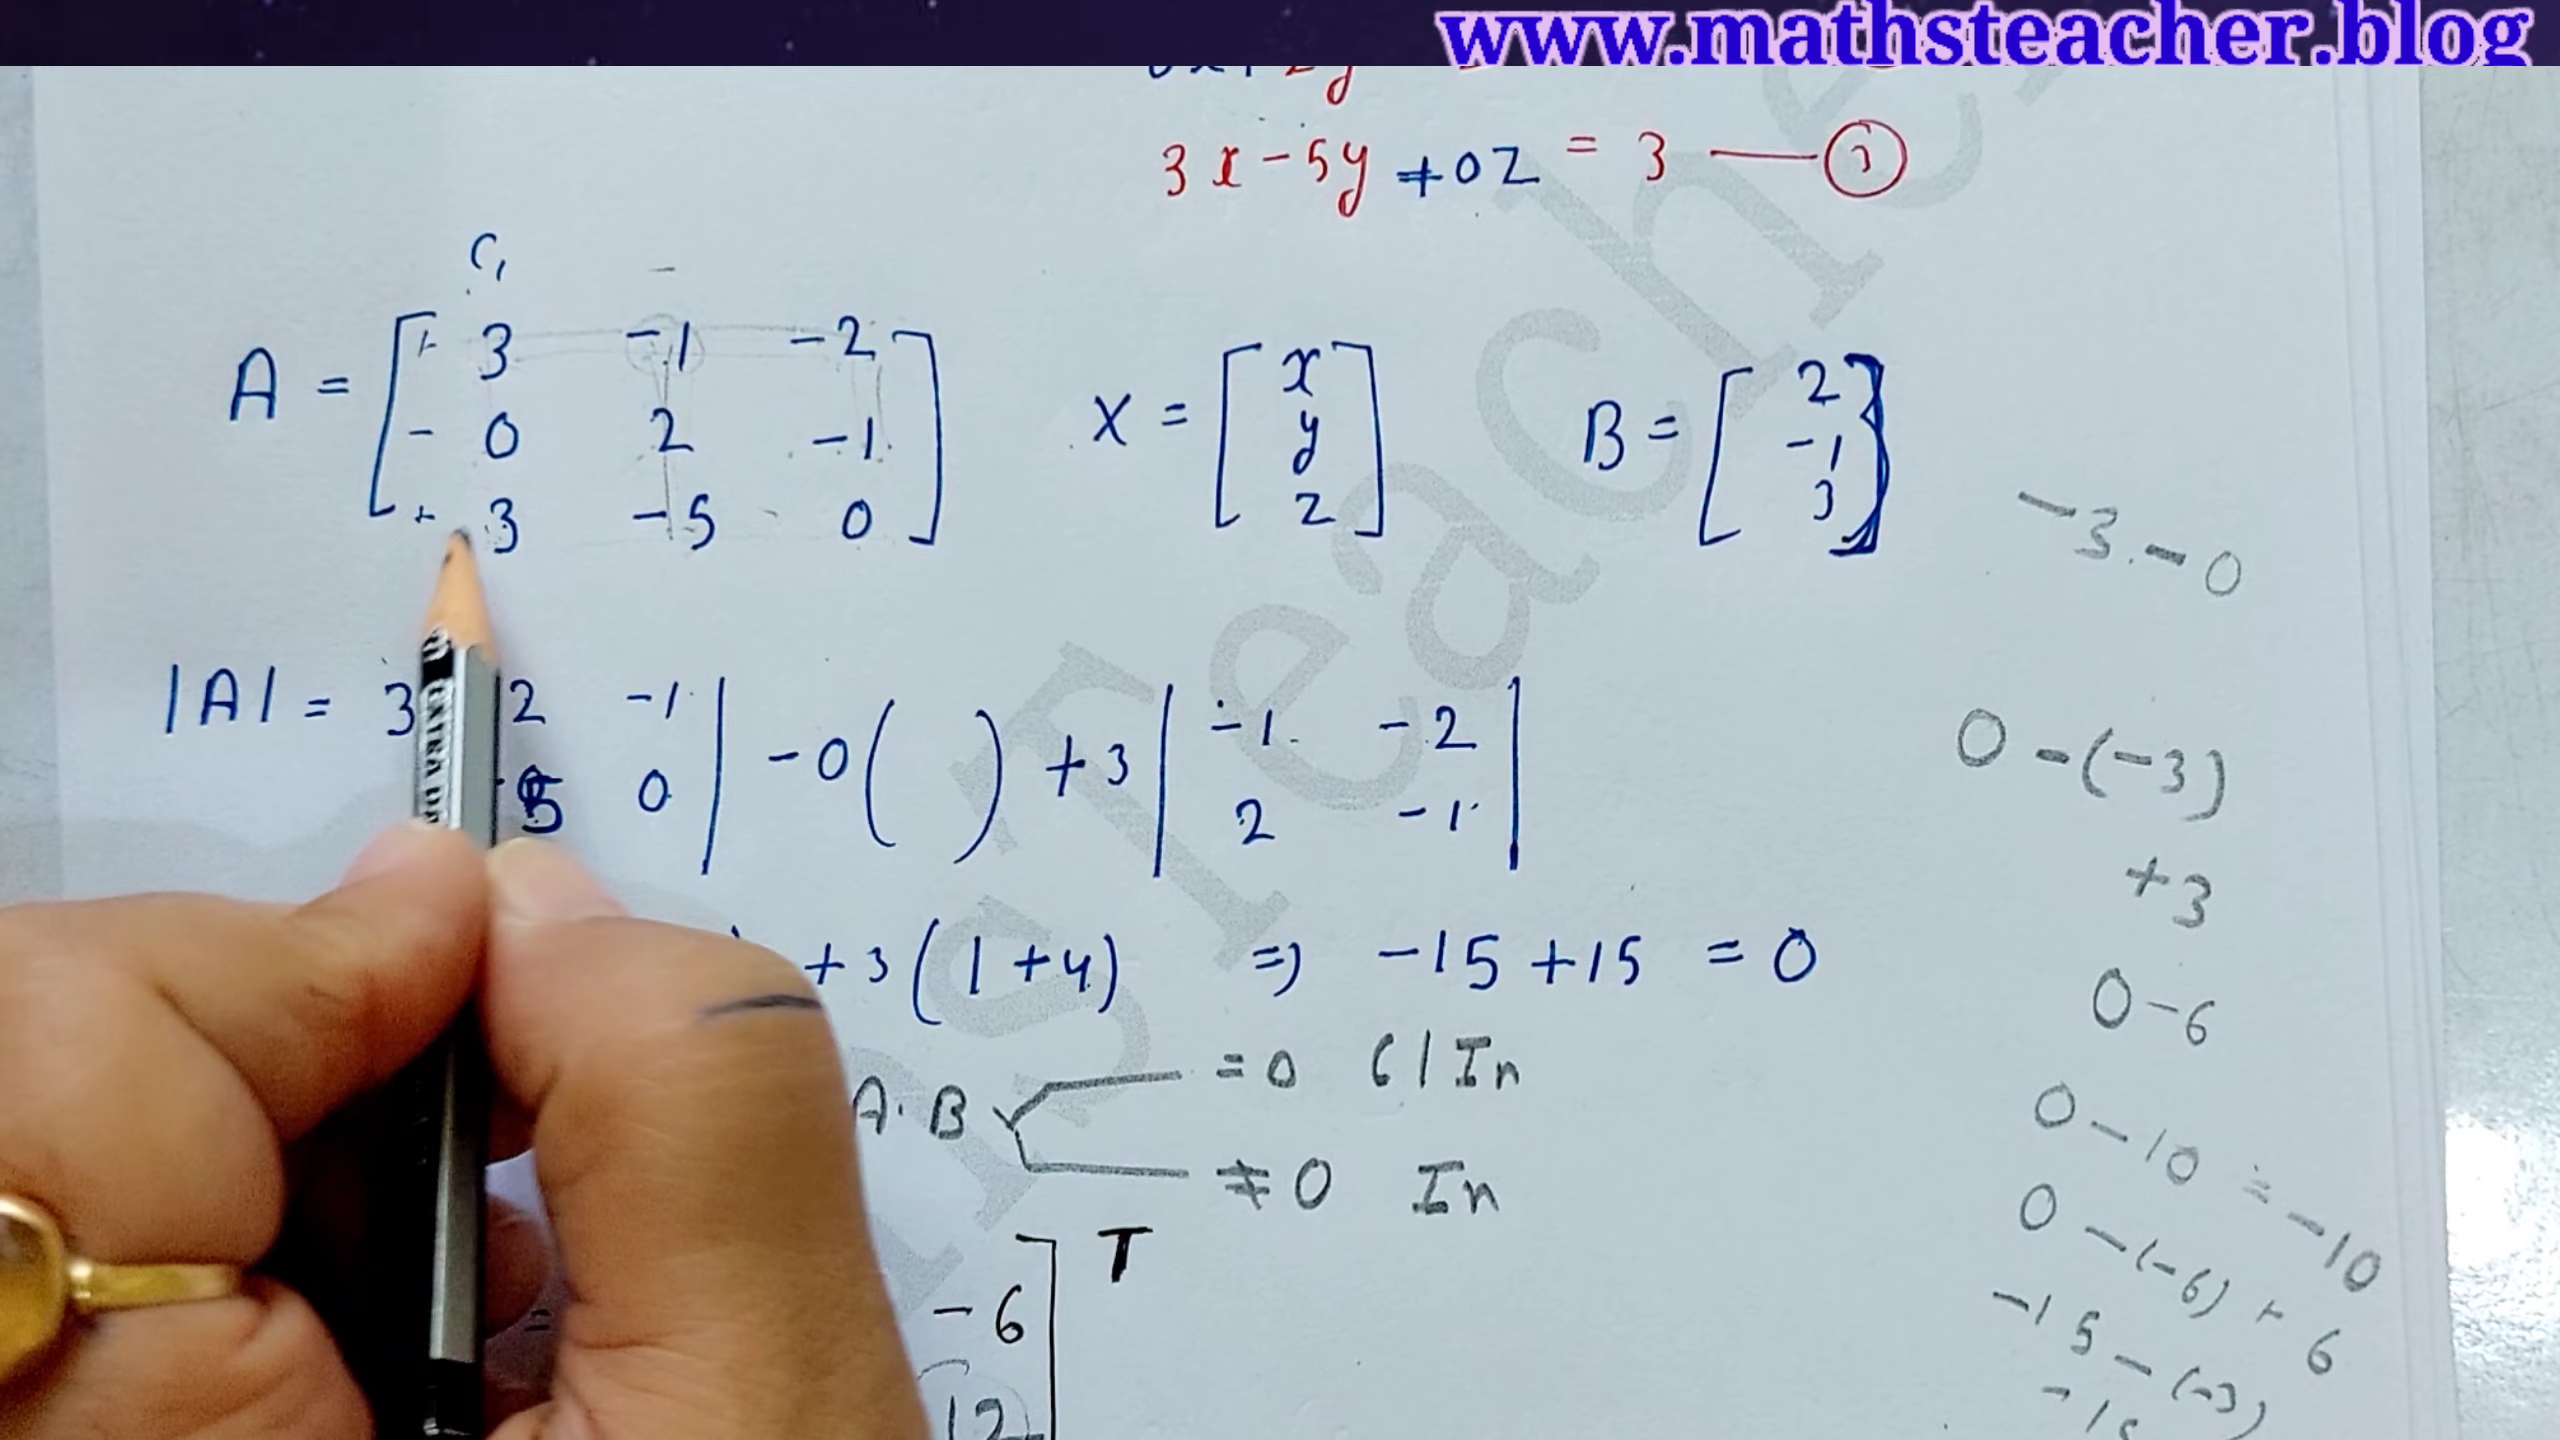 www.mathsteacher.blog
3x - 5y + 0z = 3 — ③
C₁
A = [ + 3 -1 -2
- 0 2 -1
+ 3 -5 0 ]
X = [ x
y
z ]
B = [ 2
-1
3 ]
-3 - 0
|A| = 3 | 2 -1
-5 0 | - 0( ) + 3 | -1 -2
2 -1 |
0 - (-3)
+3
+ 3 (1 + 4) ⇒ -15 + 15 = 0
0 - 6
A . B = 0 C/In
≠ 0 In
0 - 10 = -10
0 - (-6) + 6
-15 - (-3)
-6 ] T
12